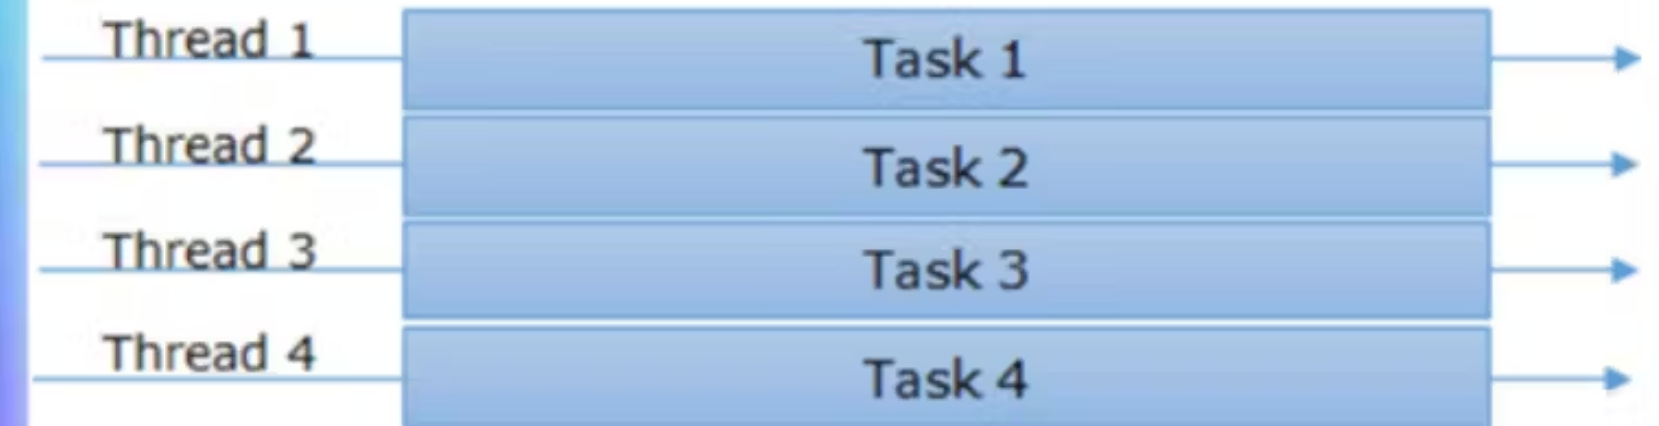 Thread 1 Task 1
Thread 2 Task 2
Thread 3 Task 3
Thread 4 Task 4